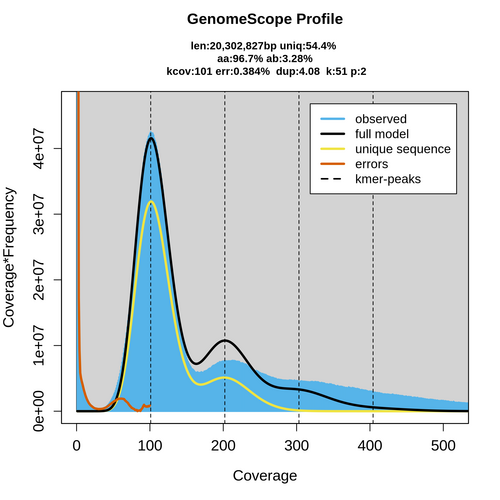 GenomeScope Profile
len:20,302,827bp uniq:54.4%
aa:96.7% ab:3.28%
kcov:101 err:0.384% dup:4.08 k:51 p:2
observed
full model
unique sequence
errors
kmer-peaks
Coverage*Frequency
4e+07
3e+07
2e+07
1e+07
0e+00
0 100 200 300 400 500
Coverage